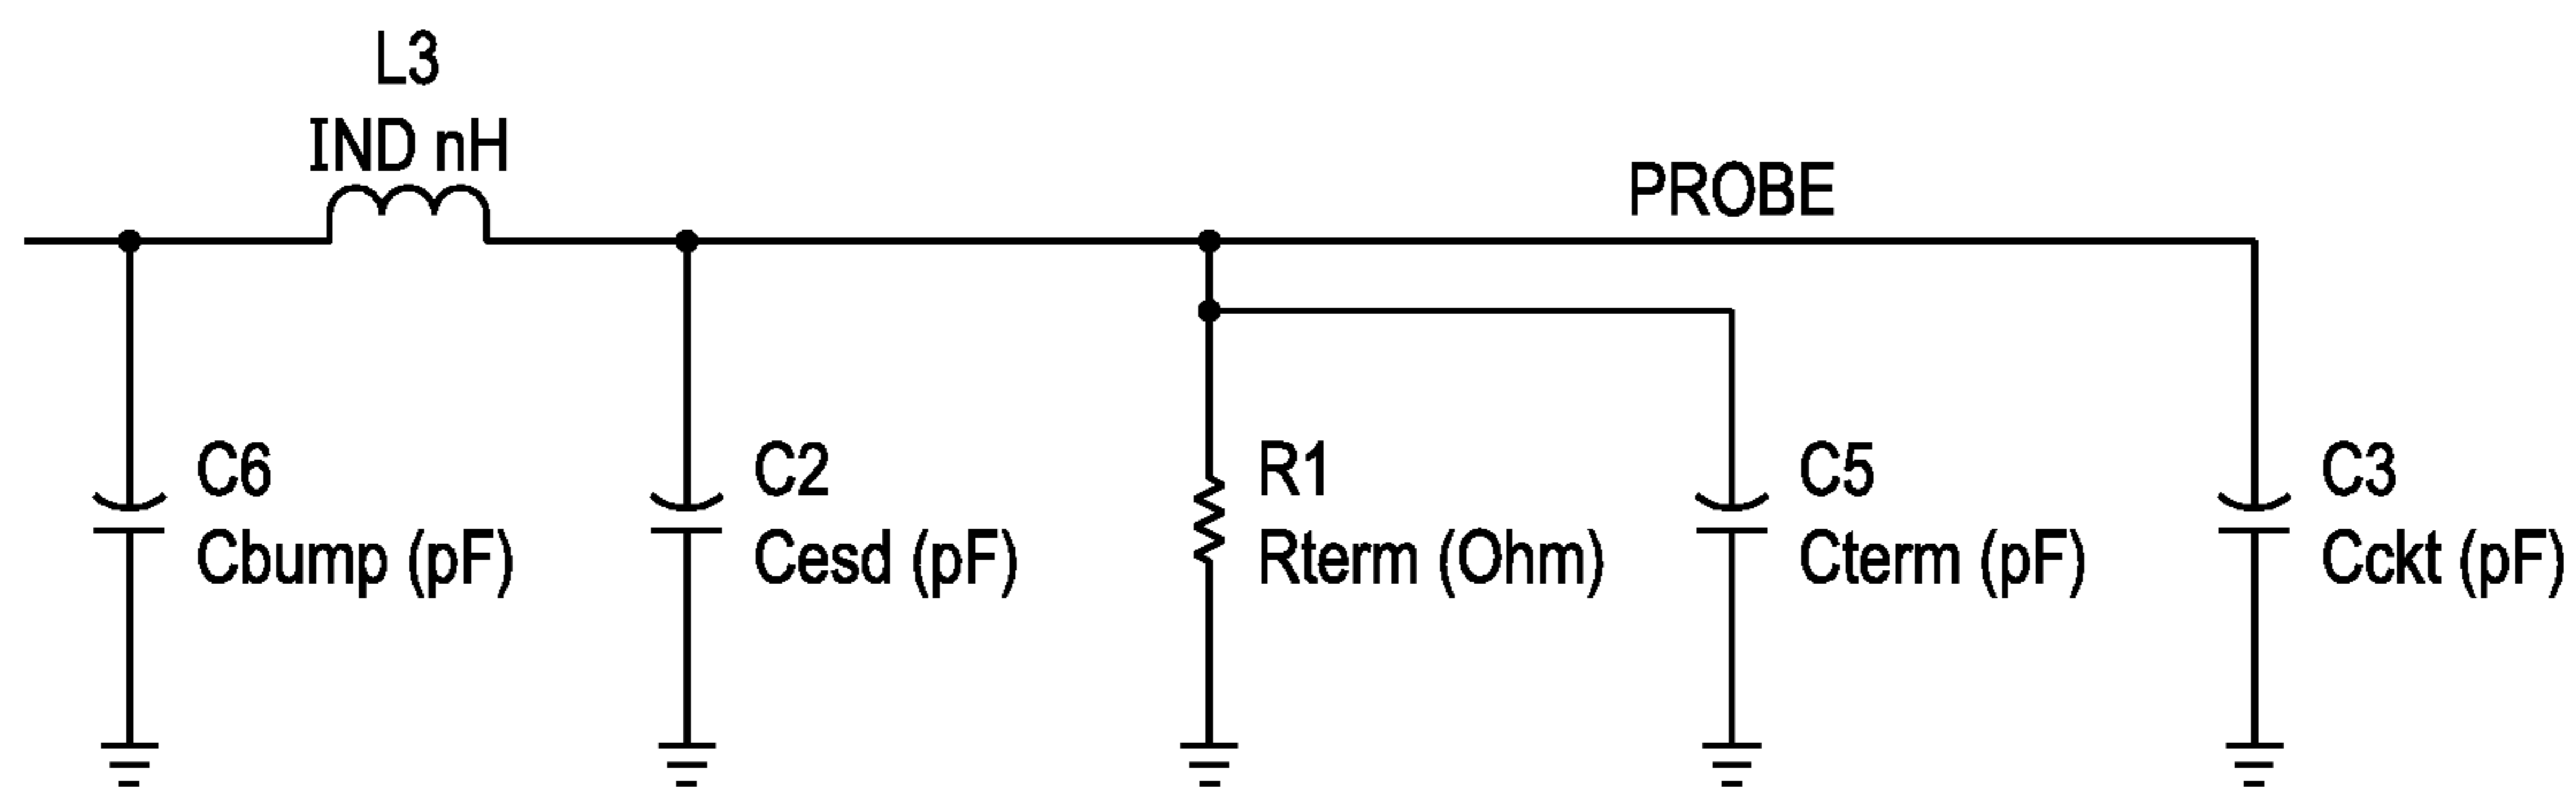 L3
IND nH
PROBE
C6
Cbump (pF)
C2
Cesd (pF)
R1
Rterm (Ohm)
C5
Cterm (pF)
C3
Cckt (pF)